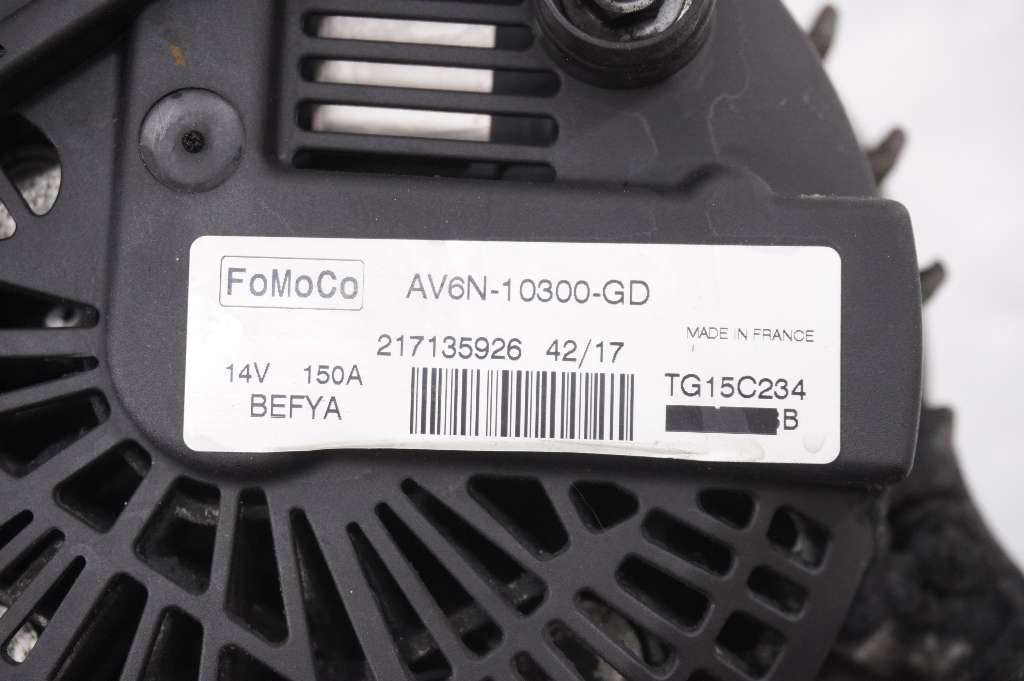 FoMoCo AV6N-10300-GD
MADE IN FRANCE
217135926 42/17
14V 150A
TG15C234
BEFYA
B